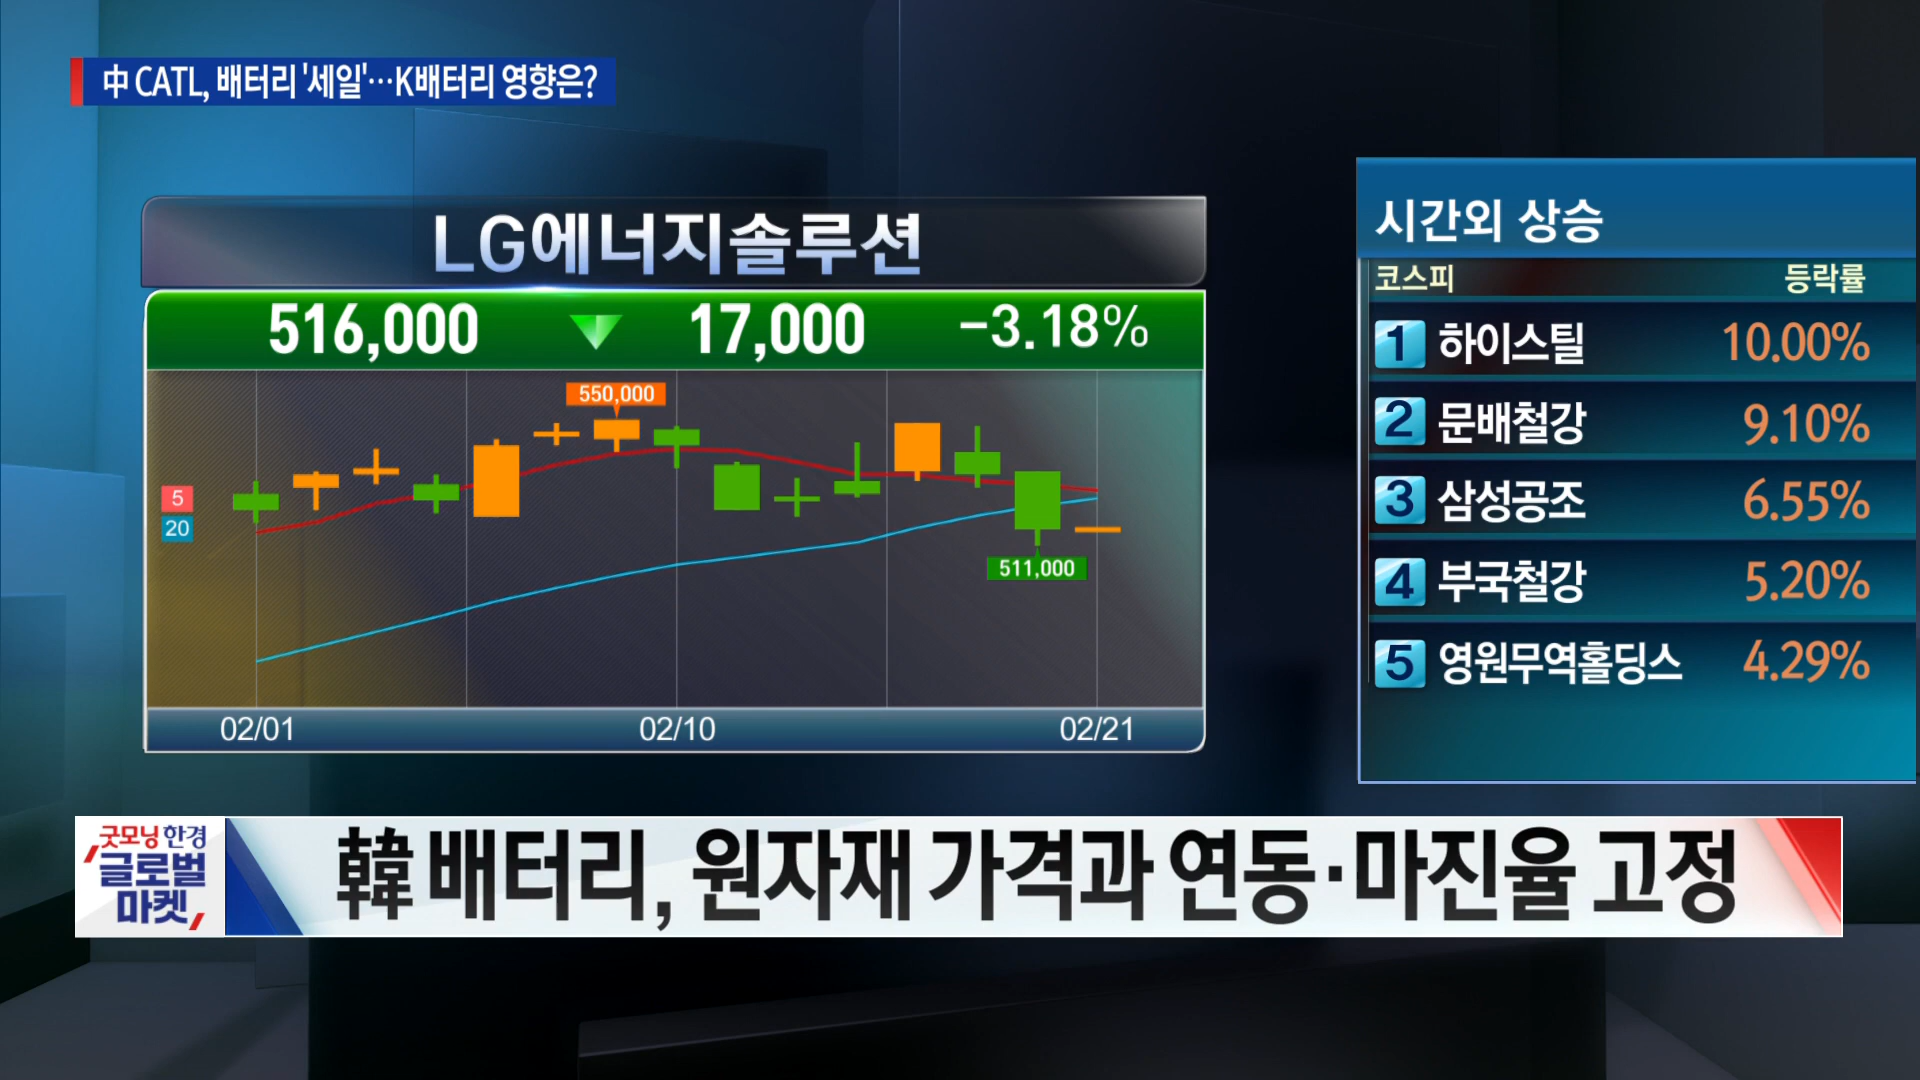 中 CATL, 배터리 '세일'…K배터리 영향은?
LG에너지솔루션
516,000 ▼ 17,000 -3.18%
550,000
5
20
511,000
02/01 02/10 02/21
시간외 상승
코스피 등락률
1 하이스틸 10.00%
2 문배철강 9.10%
3 삼성공조 6.55%
4 부국철강 5.20%
5 영원무역홀딩스 4.29%
굿모닝 한경
글로벌
마켓
韓 배터리, 원자재 가격과 연동·마진율 고정